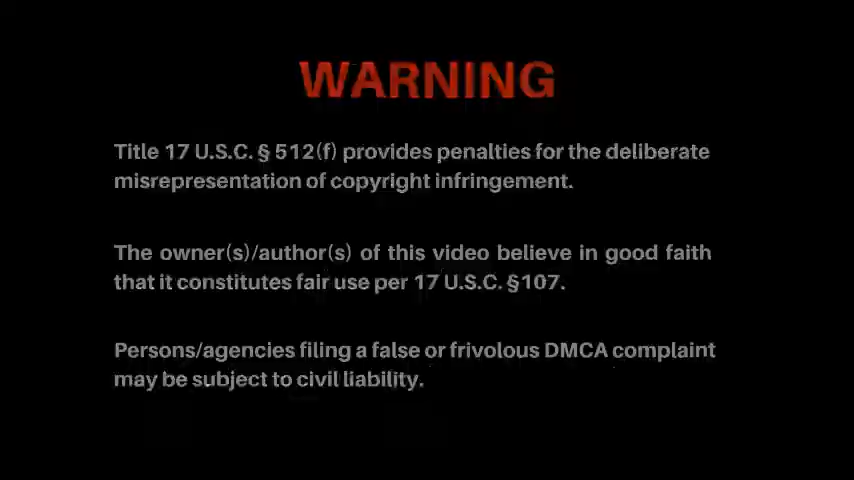 WARNING
Title 17 U.S.C. § 512(f) provides penalties for the deliberate
misrepresentation of copyright infringement.
The owner(s)/author(s) of this video believe in good faith
that it constitutes fair use per 17 U.S.C. §107.
Persons/agencies filing a false or frivolous DMCA complaint
may be subject to civil liability.